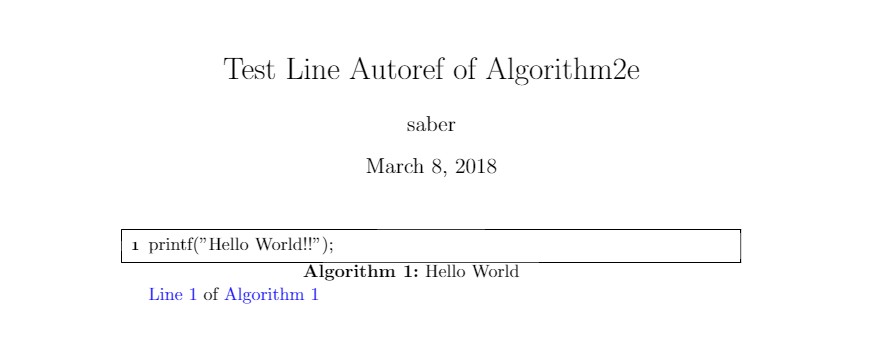 Test Line Autoref of Algorithm2e
saber
March 8, 2018
1 printf(”Hello World!!”);
Algorithm 1: Hello World
Line 1 of Algorithm 1